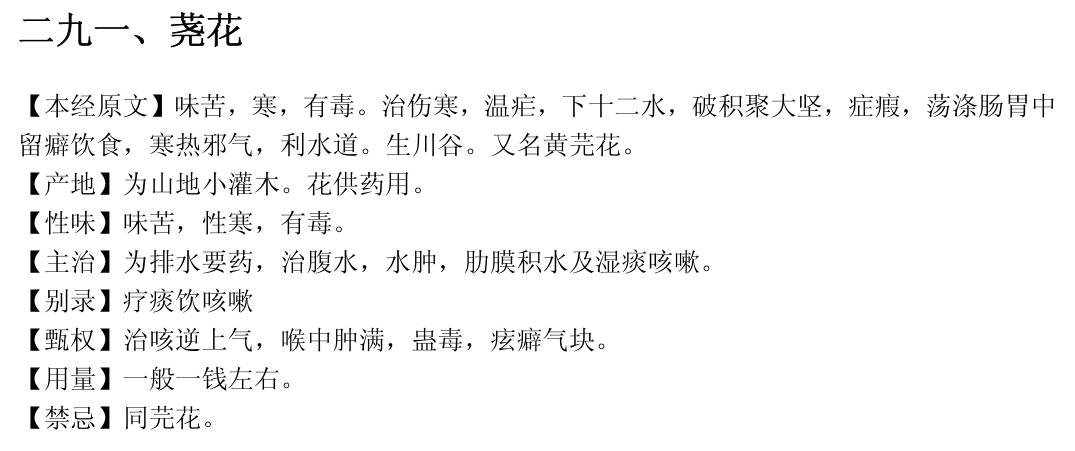 二九一、荛花
【本经原文】味苦，寒，有毒。治伤寒，温疟，下十二水，破积聚大坚，症瘕，荡涤肠胃中
留癖饮食，寒热邪气，利水道。生川谷。又名黄芫花。
【产地】为山地小灌木。花供药用。
【性味】味苦，性寒，有毒。
【主治】为排水要药，治腹水，水肿，肋膜积水及湿痰咳嗽。
【别录】疗痰饮咳嗽
【甄权】治咳逆上气，喉中肿满，蛊毒，痃癖气块。
【用量】一般一钱左右。
【禁忌】同芫花。